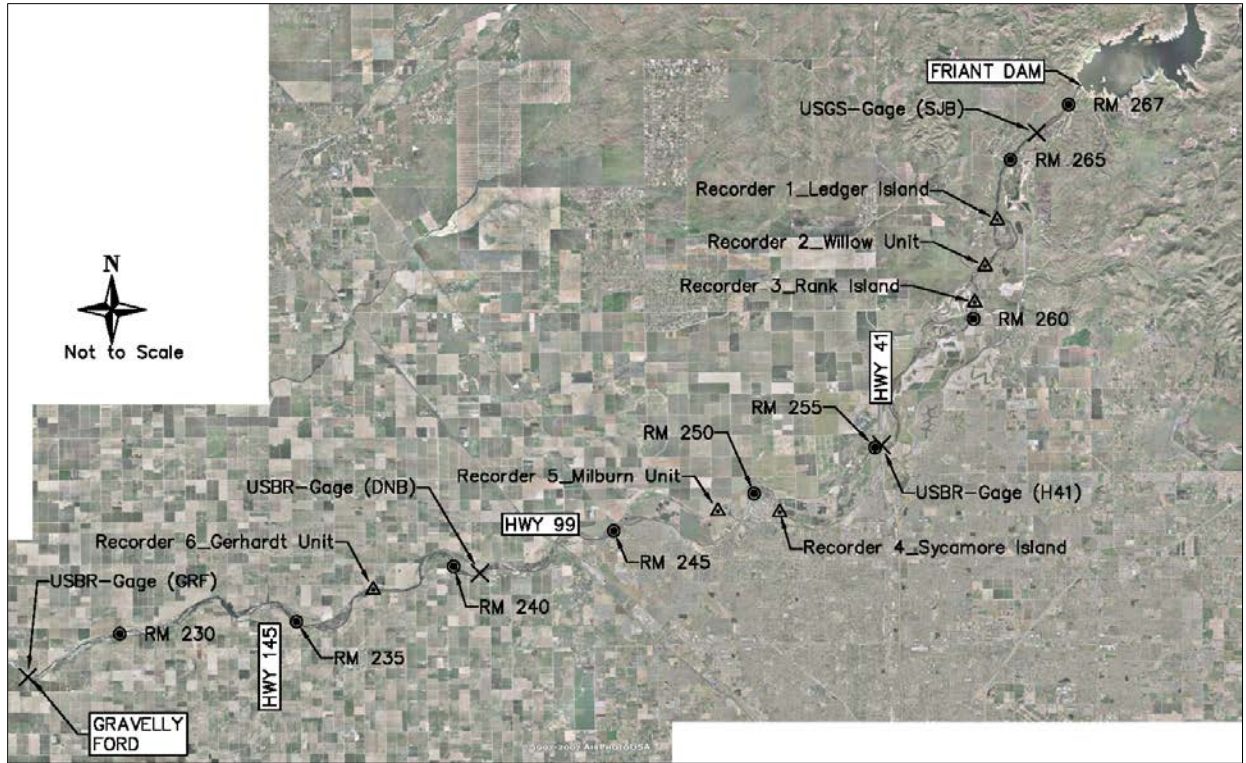 FRIANT DAM
RM 267
USGS-Gage (SJB)
RM 265
Recorder 1_Ledger Island
Recorder 2_Willow Unit
Recorder 3_Rank Island
RM 260
N
Not to Scale
HWY 41
RM 255
RM 250
Recorder 5_Milburn Unit
USBR-Gage (DNB)
USBR-Gage (H41)
HWY 99
Recorder 6_Gerhardt Unit
Recorder 4_Sycamore Island
RM 245
USBR-Gage (GRF)
RM 240
RM 230
HWY 145
RM 235
GRAVELLY
FORD